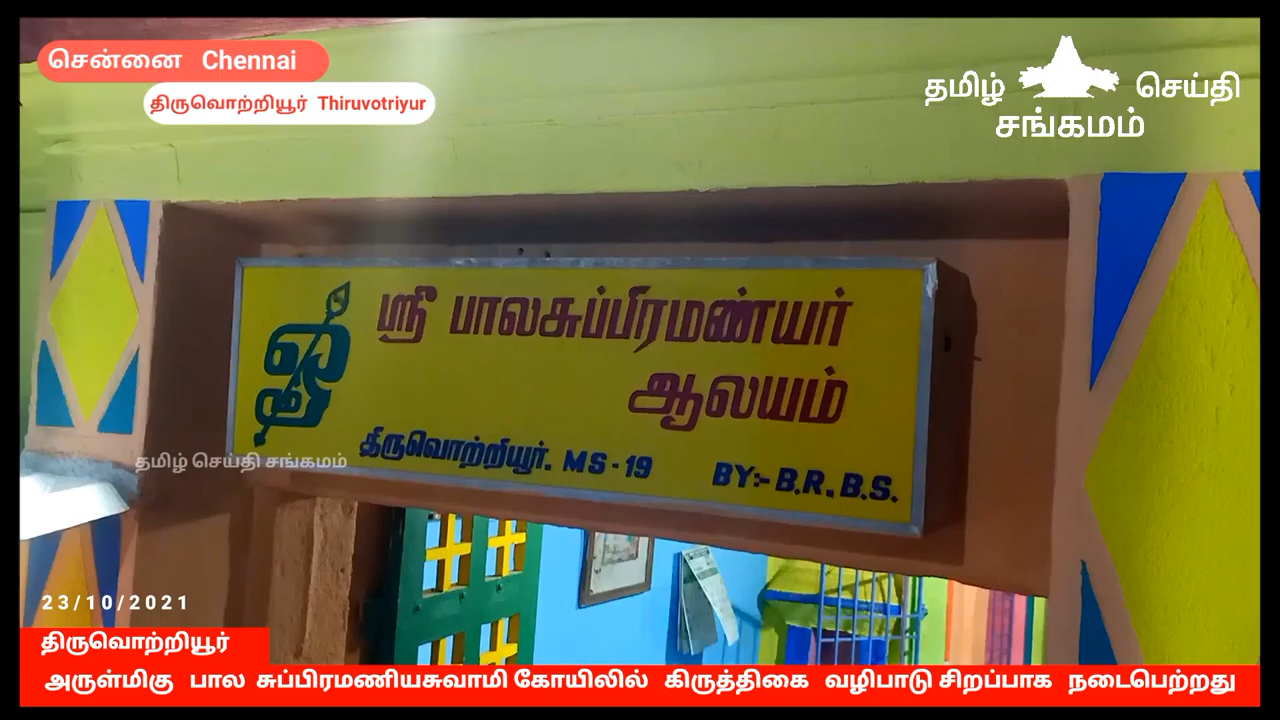 சென்னை Chennai
திருவொற்றியூர் Thiruvotriyur
தமிழ் செய்தி
சங்கமம்
ஓம்
ஸ்ரீ பாலசுப்பிரமண்யர்
ஆலயம்
திருவொற்றியூர். MS-19 BY:- B.R.B.S.
தமிழ் செய்தி சங்கமம்
23/10/2021
திருவொற்றியூர்
அருள்மிகு பால சுப்பிரமணியசுவாமி கோயிலில் கிருத்திகை வழிபாடு சிறப்பாக நடைபெற்றது